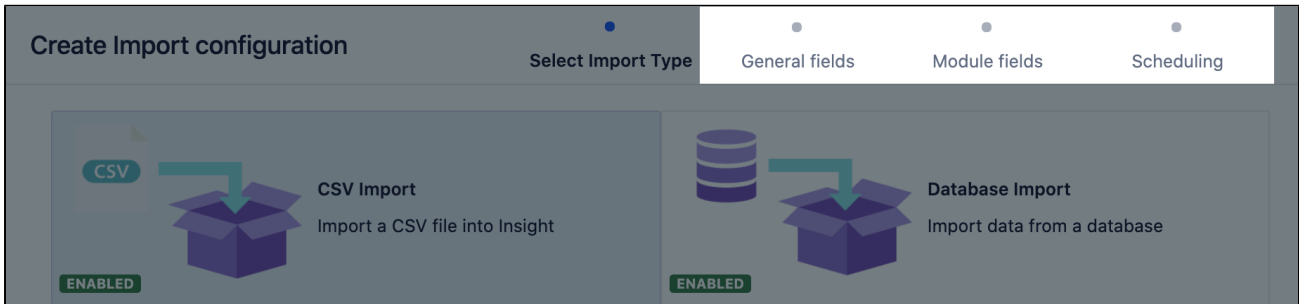 Create Import configuration
Select Import Type
General fields
Module fields
Scheduling
CSV
CSV Import
Import a CSV file into Insight
ENABLED
Database Import
Import data from a database
ENABLED